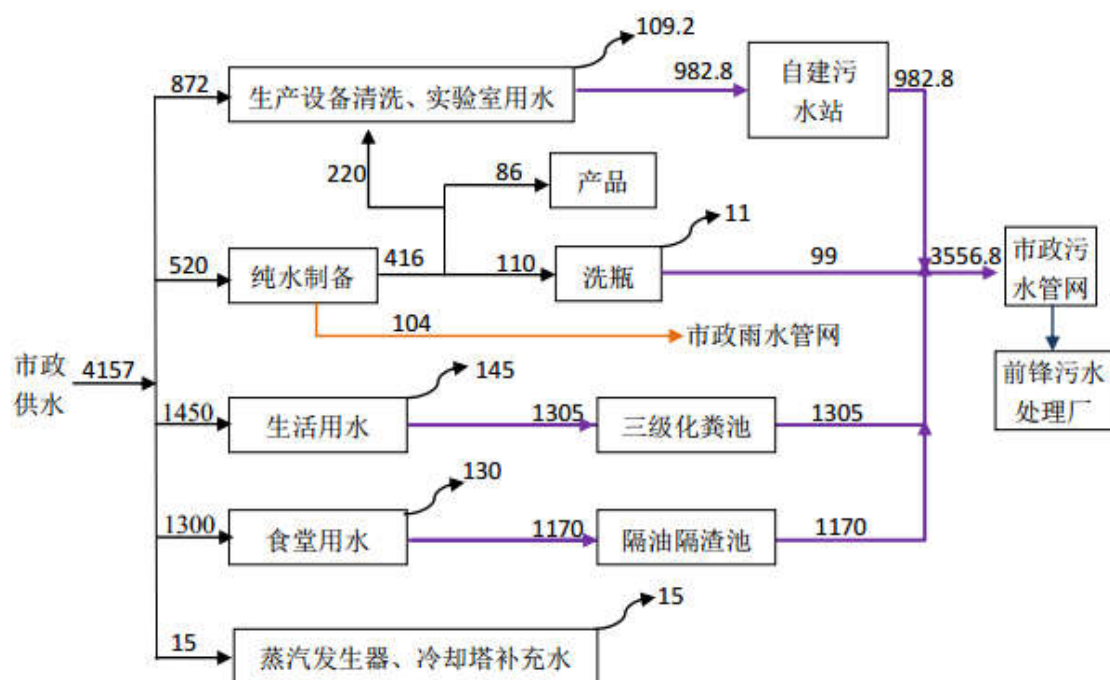 109.2
872
生产设备清洗、实验室用水
982.8
自建污
水站
982.8
220
86
产品
11
520
纯水制备
416
110
洗瓶
99
3556.8
市政污
水管网
104
市政雨水管网
市政
供水
4157
145
前锋污水
处理厂
1450
生活用水
1305
三级化粪池
1305
130
1300
食堂用水
1170
隔油隔渣池
1170
15
15
蒸汽发生器、冷却塔补充水